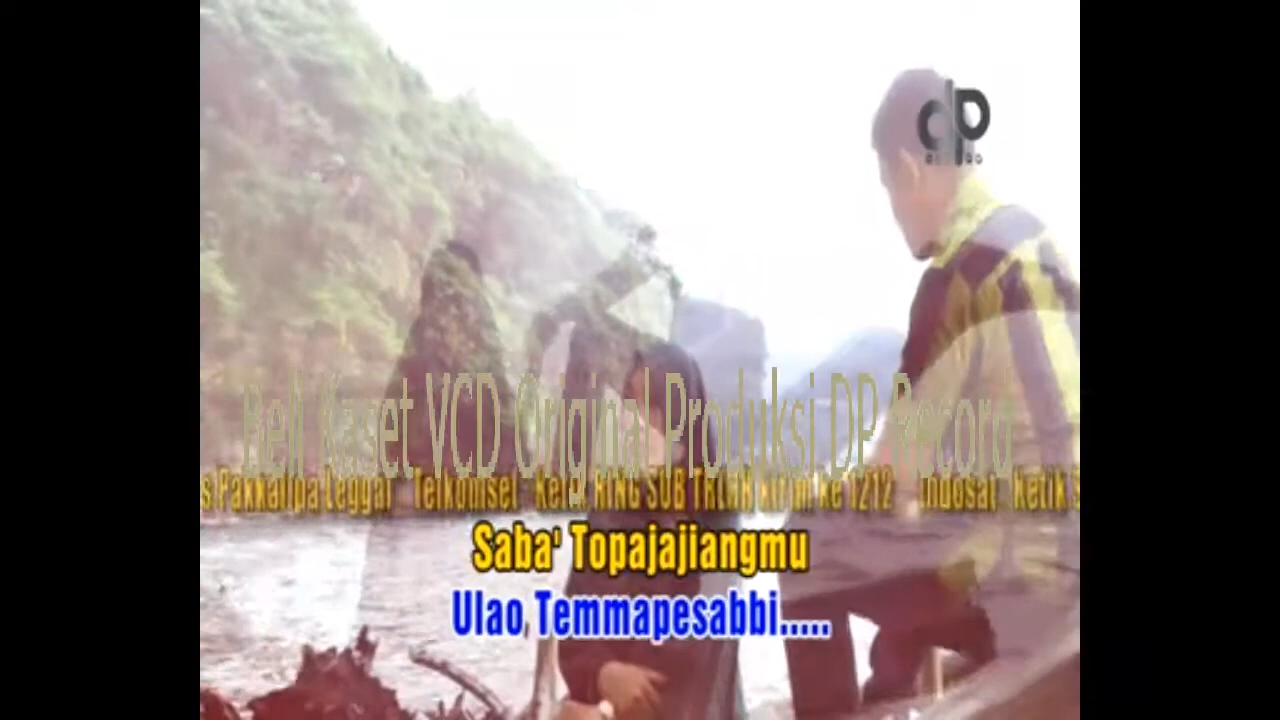 dp
Beli Kaset VCD Original Produksi DP Record
s Pakkalipa Leggai Telkomsel Ketik RING SUB kirim ke 1212 Indosat Ketik S
Saba' Topajajiangmu
Ulao Temmapesabbi.....